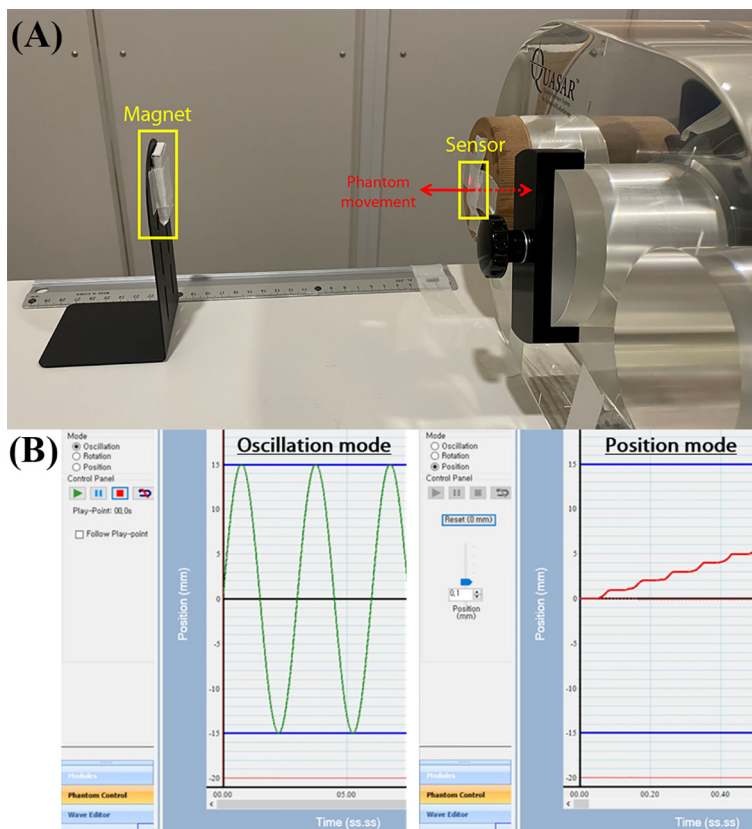 (A)
QUASAR™
Magnet
Sensor
Phantom
movement
(B)
Mode
Oscillation
Rotation
Position
Control Panel
Play-Point: 00,0s
Follow Play-point
Modules
Phantom Control
Wave Editor
Oscillation mode
Position (mm)
15
5
0
-5
-10
-15
-20
00.00
05.00
Time (ss.ss)
Mode
Oscillation
Rotation
Position
Control Panel
Reset (0 mm)
0,1
Position
(mm)
Modules
Phantom Control
Wave Editor
Position mode
Position (mm)
15
5
0
-5
-10
-15
-20
00.00
00.20
00.40
Time (ss.ss)